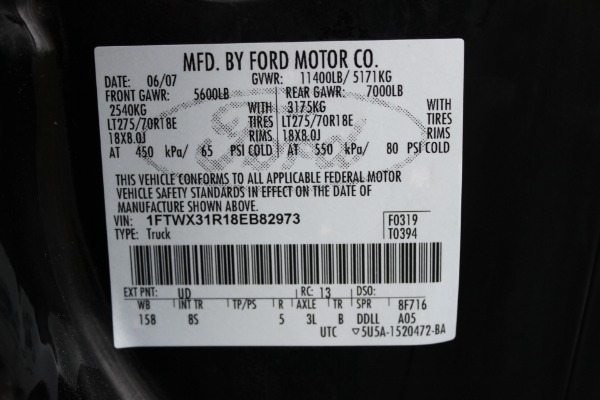 MFD. BY FORD MOTOR CO.
DATE: 06/07 GVWR: 11400LB/ 5171KG
FRONT GAWR: 5600LB REAR GAWR: 7000LB
2540KG WITH 3175KG WITH
LT275/70R18E TIRES LT275/70R18E TIRES
18X8.0J RIMS 18X8.0J RIMS
AT 450 kPa/ 65 PSI COLD AT 550 kPa/ 80 PSI COLD
THIS VEHICLE CONFORMS TO ALL APPLICABLE FEDERAL MOTOR
VEHICLE SAFETY STANDARDS IN EFFECT ON THE DATE OF
MANUFACTURE SHOWN ABOVE.
VIN: 1FTWX31R18EB82973 F0319
TYPE: Truck T0394
EXT PNT: UD RC: 13 DSO:
WB INT TR TP/PS R AXLE TR SPR 8F716
158 8S 5 3L B DDLL A05
UTC ▽5U5A-1520472-BA
Ford